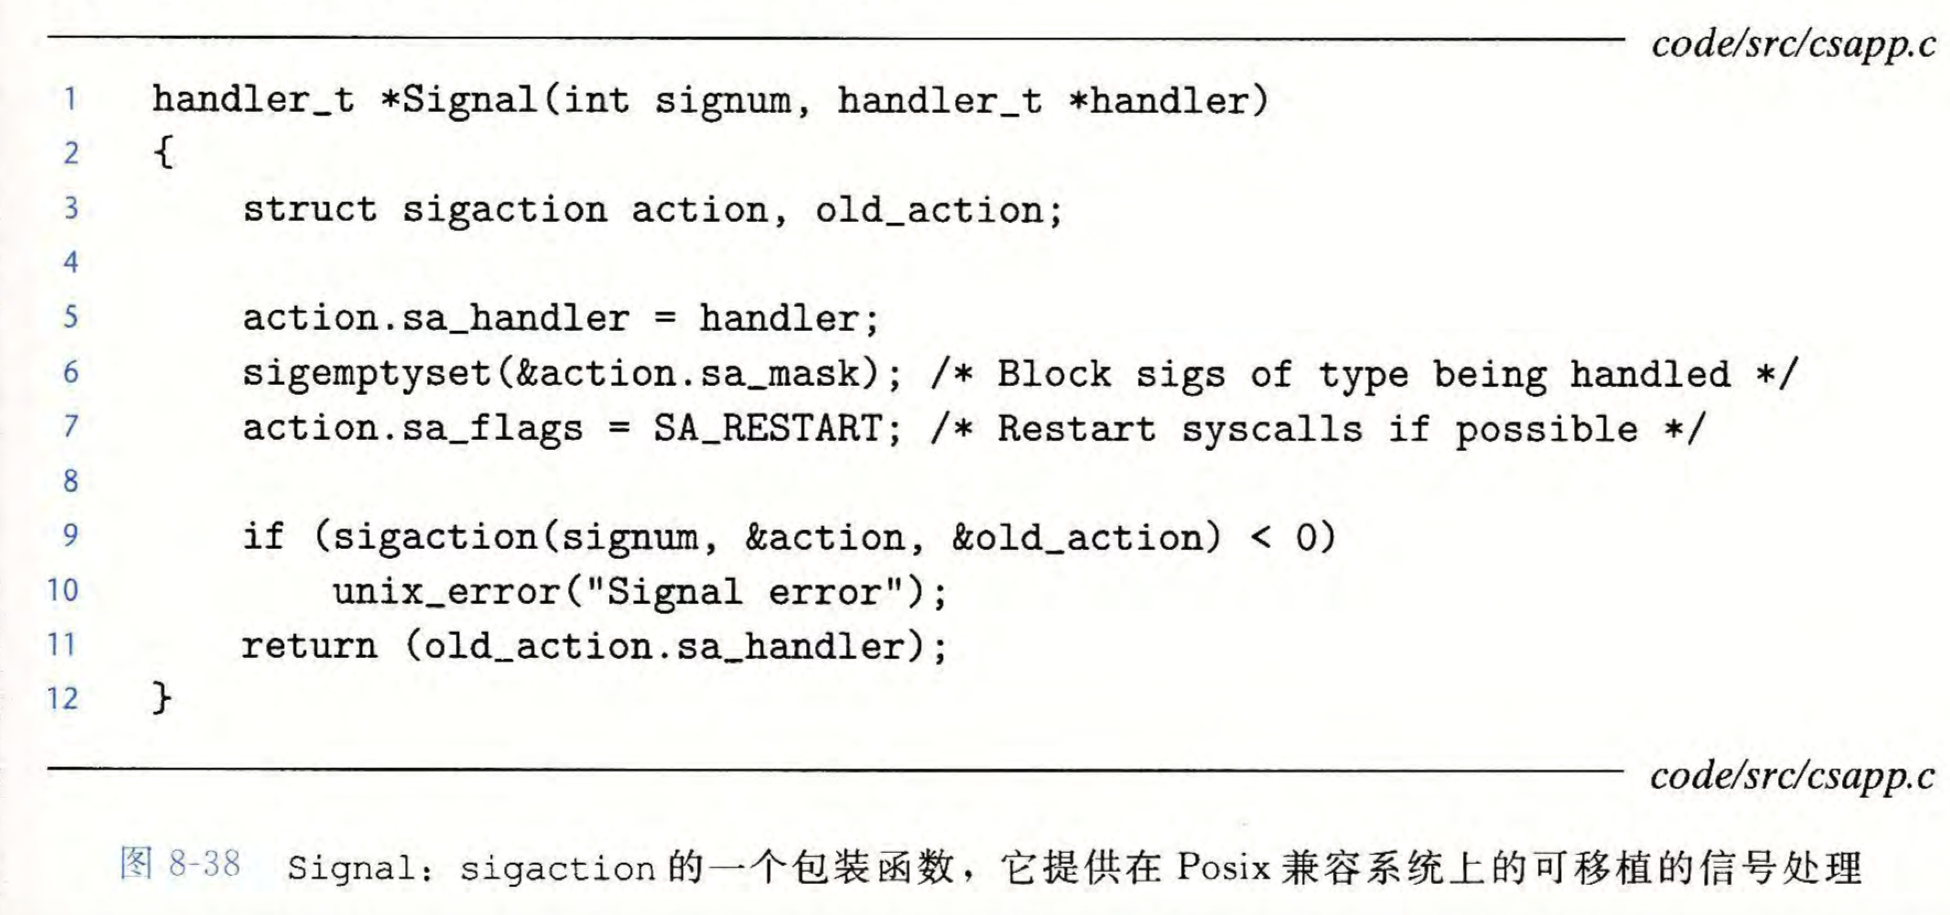 code/src/csapp.c
1 handler_t *Signal(int signum, handler_t *handler)
2 {
3 struct sigaction action, old_action;
4
5 action.sa_handler = handler;
6 sigemptyset(&action.sa_mask); /* Block sigs of type being handled */
7 action.sa_flags = SA_RESTART; /* Restart syscalls if possible */
8
9 if (sigaction(signum, &action, &old_action) < 0)
10 unix_error("Signal error");
11 return (old_action.sa_handler);
12 }
code/src/csapp.c
图 8-38 Signal：sigaction 的一个包装函数，它提供在 Posix 兼容系统上的可移植的信号处理